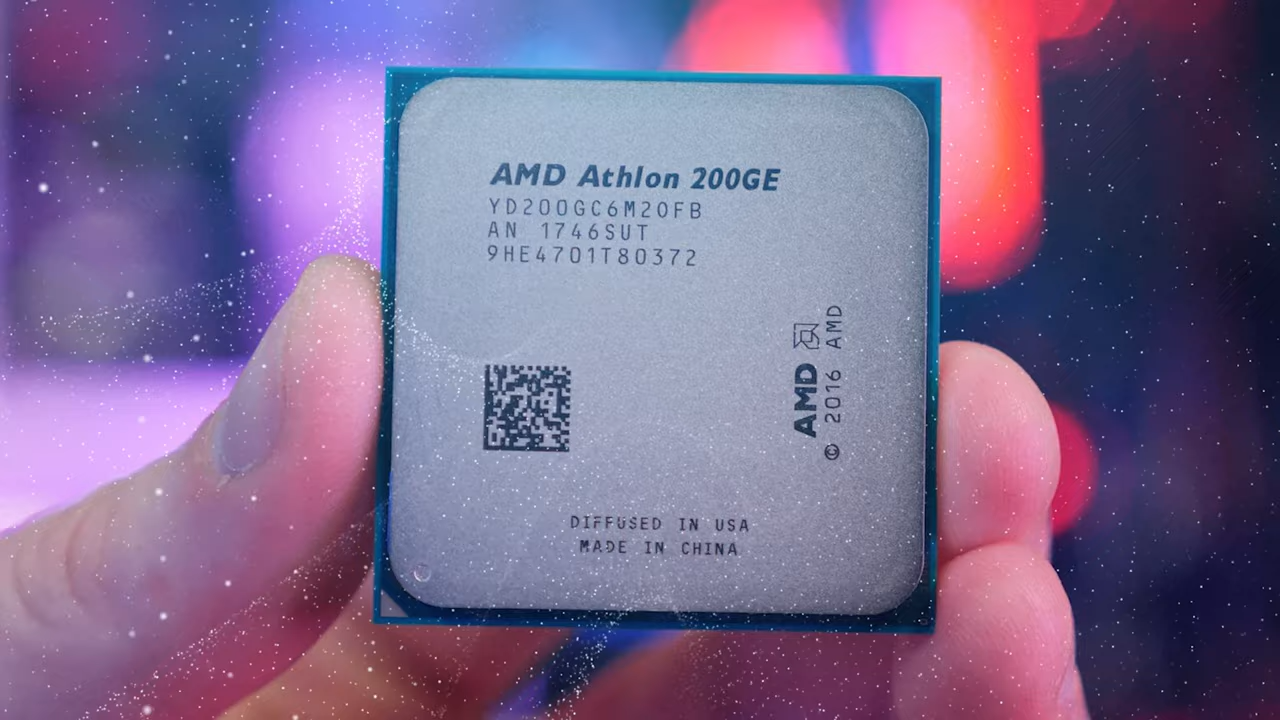 AMD Athlon 200GE
YD200GC6M20FB
AN 1746SUT
9HE4701T80372
AMD
© 2016 AMD
DIFFUSED IN USA
MADE IN CHINA